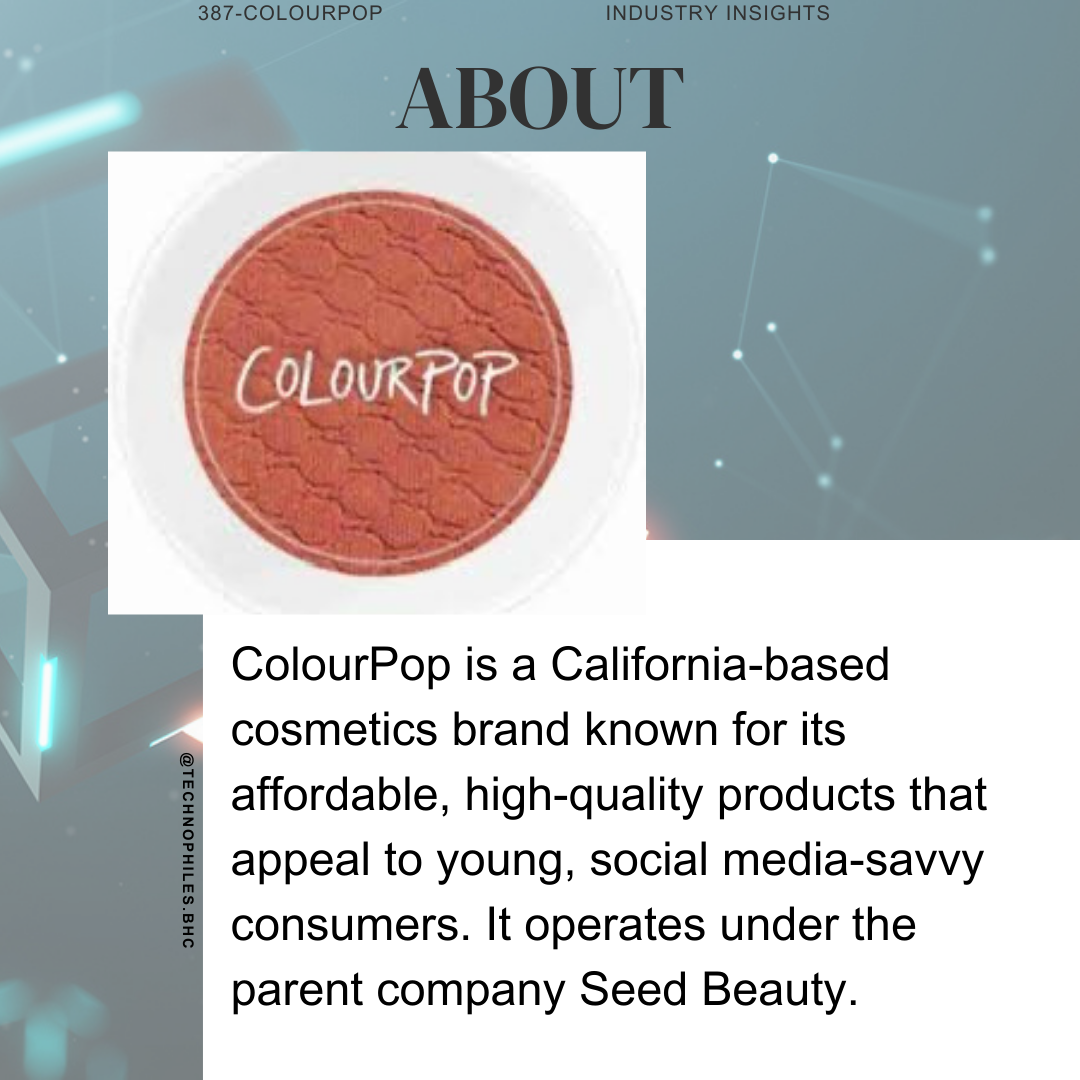 387-COLOURPOP
INDUSTRY INSIGHTS
ABOUT
COLOURPOP
ColourPop is a California-based
cosmetics brand known for its
affordable, high-quality products that
appeal to young, social media-savvy
consumers. It operates under the
parent company Seed Beauty.
@TECHNOPHILES.BHC